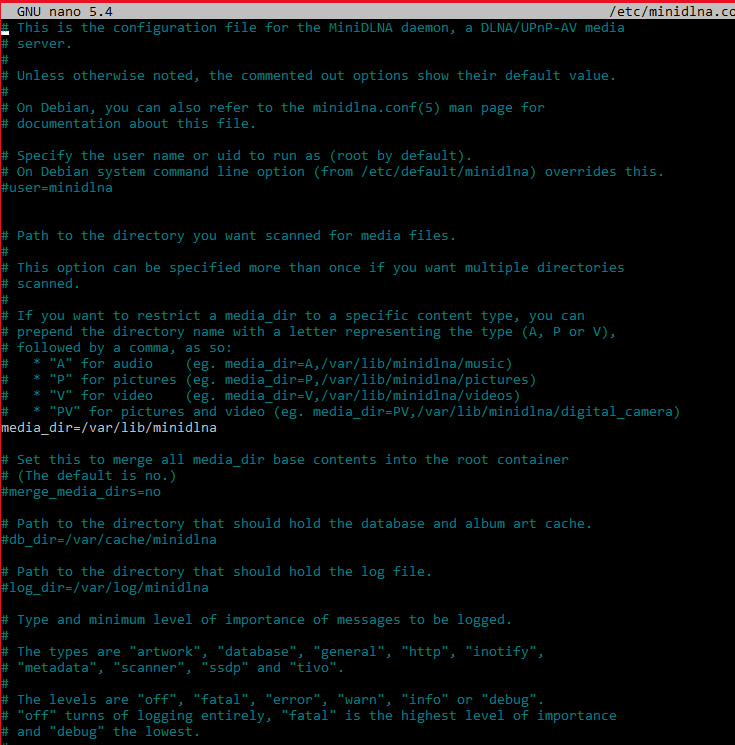 GNU nano 5.4 /etc/minidlna.co
# This is the configuration file for the MiniDLNA daemon, a DLNA/UPnP-AV media
# server.
#
# Unless otherwise noted, the commented out options show their default value.
#
# On Debian, you can also refer to the minidlna.conf(5) man page for
# documentation about this file.
# Specify the user name or uid to run as (root by default).
# On Debian system command line option (from /etc/default/minidlna) overrides this.
#user=minidlna
# Path to the directory you want scanned for media files.
#
# This option can be specified more than once if you want multiple directories
# scanned.
#
# If you want to restrict a media_dir to a specific content type, you can
# prepend the directory name with a letter representing the type (A, P or V),
# followed by a comma, as so:
#   * "A" for audio    (eg. media_dir=A,/var/lib/minidlna/music)
#   * "P" for pictures (eg. media_dir=P,/var/lib/minidlna/pictures)
#   * "V" for video    (eg. media_dir=V,/var/lib/minidlna/videos)
#   * "PV" for pictures and video (eg. media_dir=PV,/var/lib/minidlna/digital_camera)
media_dir=/var/lib/minidlna
# Set this to merge all media_dir base contents into the root container
# (The default is no.)
#merge_media_dirs=no
# Path to the directory that should hold the database and album art cache.
#db_dir=/var/cache/minidlna
# Path to the directory that should hold the log file.
#log_dir=/var/log/minidlna
# Type and minimum level of importance of messages to be logged.
#
# The types are "artwork", "database", "general", "http", "inotify",
# "metadata", "scanner", "ssdp" and "tivo".
#
# The levels are "off", "fatal", "error", "warn", "info" or "debug".
# "off" turns of logging entirely, "fatal" is the highest level of importance
# and "debug" the lowest.